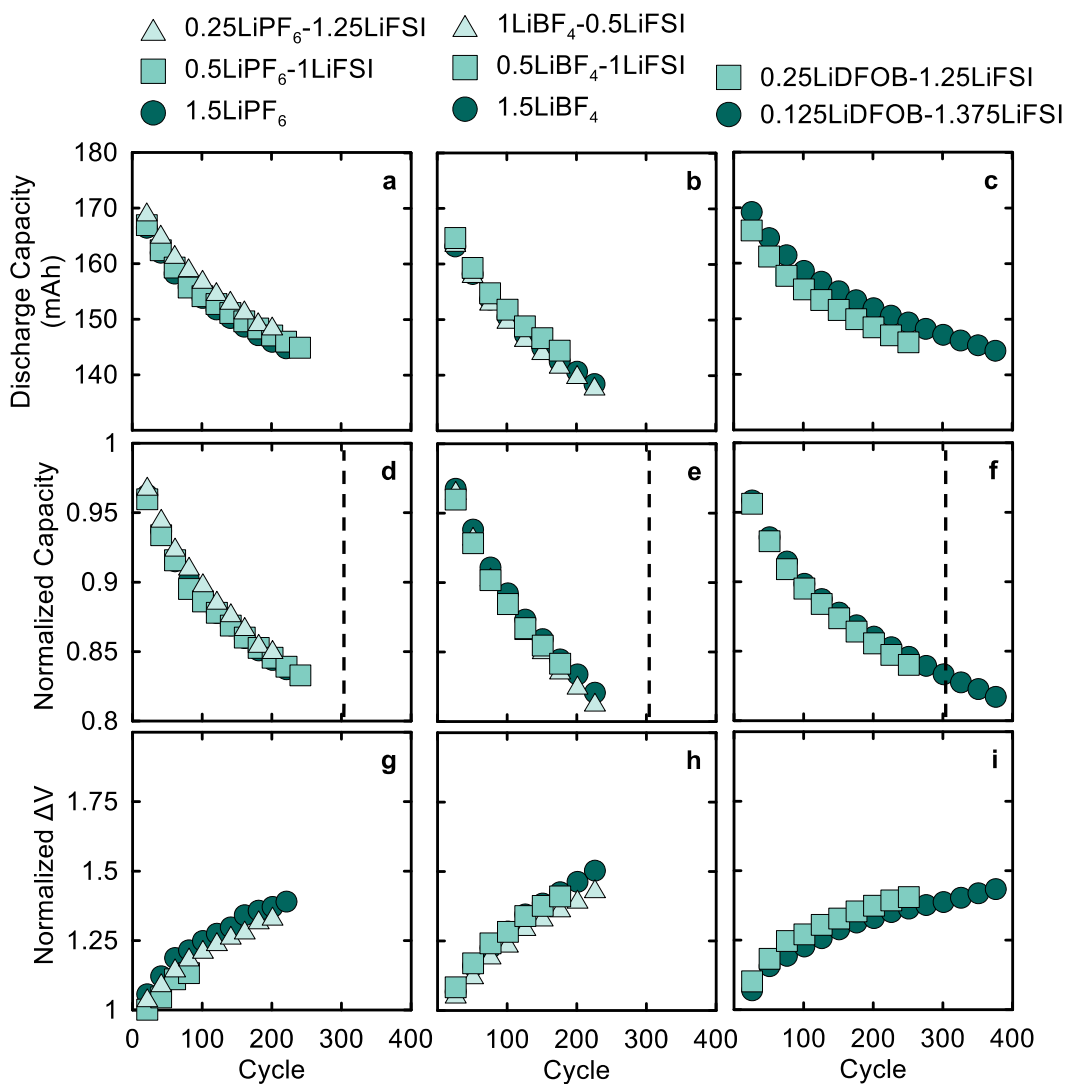 0.25LiPF6-1.25LiFSI
0.5LiPF6-1LiFSI
1.5LiPF6
1LiBF4-0.5LiFSI
0.5LiBF4-1LiFSI
1.5LiBF4
0.25LiDFOB-1.25LiFSI
0.125LiDFOB-1.375LiFSI
Discharge Capacity
(mAh)
180
170
160
150
140
a
b
c
Normalized Capacity
1
0.95
0.9
0.85
0.8
d
e
f
Normalized ΔV
1.75
1.5
1.25
1
g
h
i
0 100 200 300 400
100 200 300 400
100 200 300 400
Cycle
Cycle
Cycle